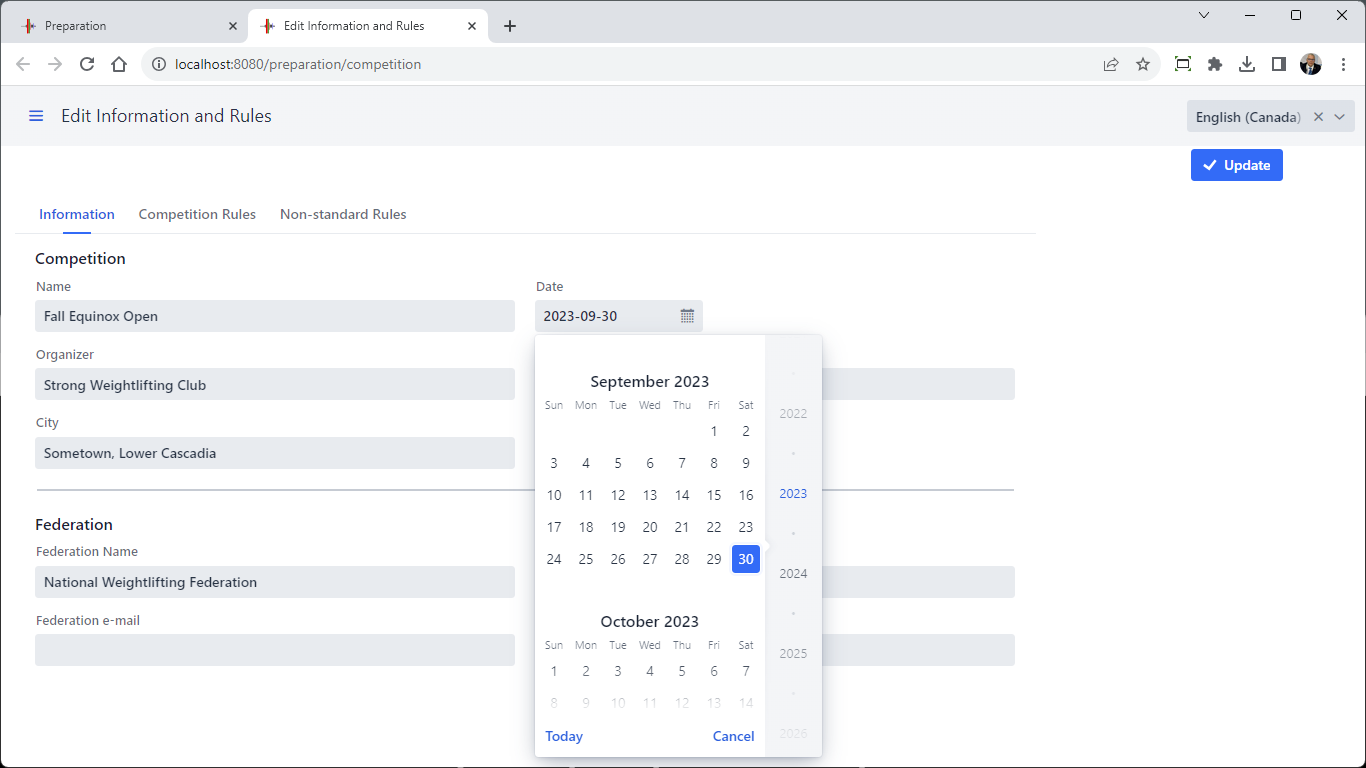 Preparation
Edit Information and Rules
localhost:8080/preparation/competition
Edit Information and Rules
English (Canada)
Update
Information Competition Rules Non-standard Rules
Competition
Name
Fall Equinox Open
Date
2023-09-30
Organizer
Strong Weightlifting Club
City
Sometown, Lower Cascadia
Federation
Federation Name
National Weightlifting Federation
Federation e-mail
September 2023
Sun Mon Tue Wed Thu Fri Sat
1 2
3 4 5 6 7 8 9
10 11 12 13 14 15 16
17 18 19 20 21 22 23
24 25 26 27 28 29 30
October 2023
Sun Mon Tue Wed Thu Fri Sat
1 2 3 4 5 6 7
8 9 10 11 12 13 14
Today Cancel
2022
2023
2024
2025
2026